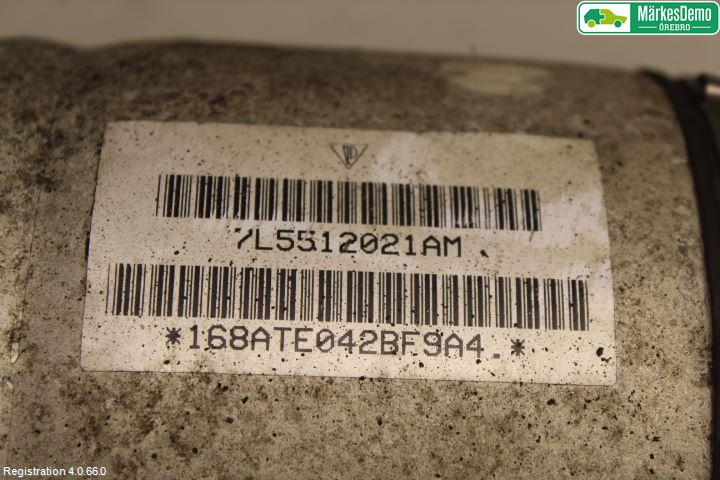 MärkesDemo
ÖREBRO
7L5512021AM
*168ATE042BF9A4.*
Registration 4.0.66.0